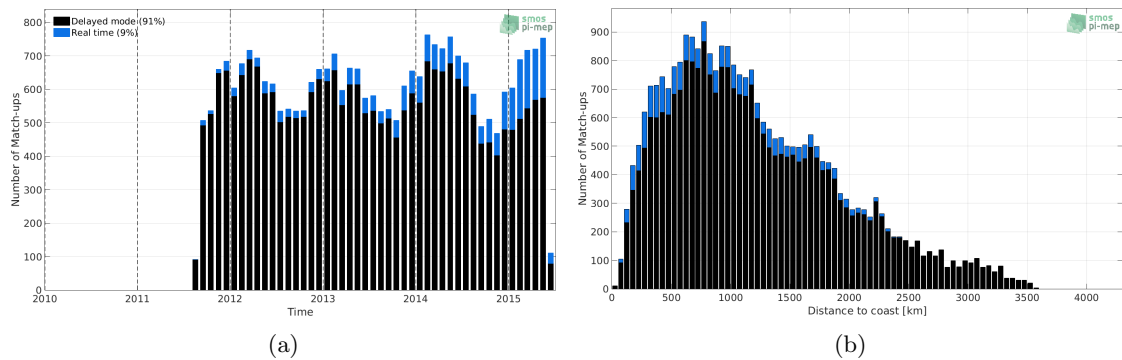 Delayed mode (91%)
Real time (9%)
smos
pi-mep
800
700
600
500
400
300
200
100
0
Number of Match-ups
2010
2011
2012
2013
2014
2015
Time
(a)
smos
pi-mep
900
800
700
600
500
400
300
200
100
0
Number of Match-ups
0
500
1000
1500
2000
2500
3000
3500
4000
Distance to coast [km]
(b)